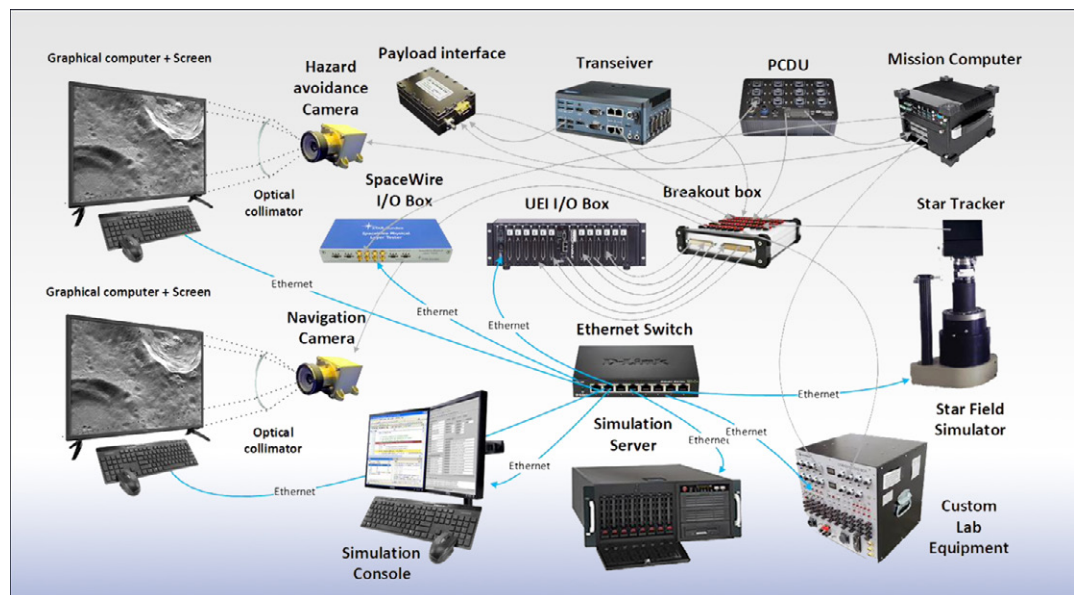 Graphical computer + Screen
Hazard
avoidance
Camera
Payload interface
Transeiver
PCDU
Mission Computer
Optical
collimator
SpaceWire
I/O Box
UEI I/O Box
Breakout box
Star Tracker
Ethernet
Graphical computer + Screen
Navigation
Camera
Ethernet
Ethernet
Ethernet Switch
D-Link
Ethernet
Optical
collimator
Simulation
Server
Ethernet
Ethernet
Star Field
Simulator
Ethernet
Ethernet
Simulation
Console
Custom
Lab
Equipment